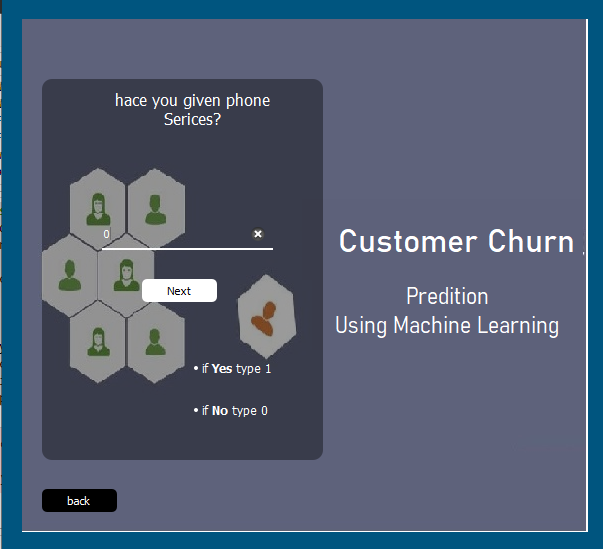 hace you given phone
Serices?
0
Next
• if Yes type 1
• if No type 0
back
Customer Churn
Predition
Using Machine Learning